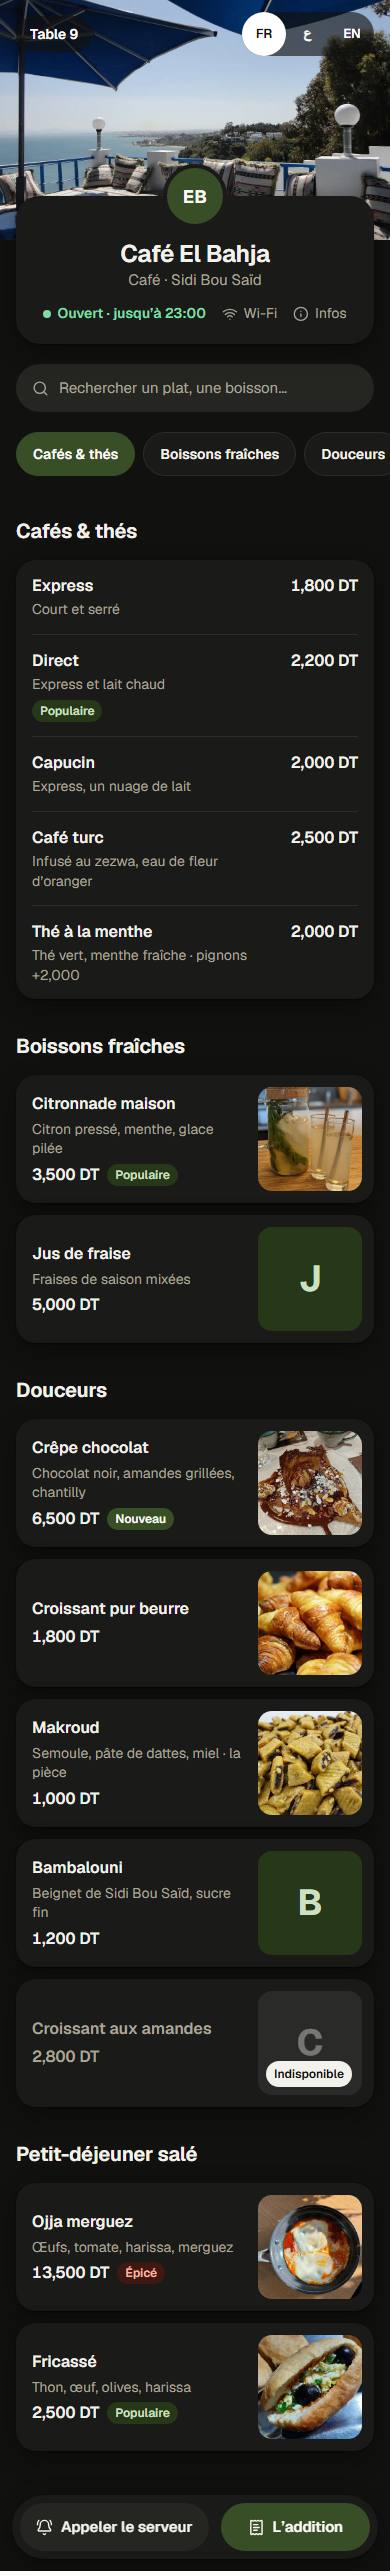 Table 9
FR
ع
EN
EB
Café El Bahja
Café · Sidi Bou Saïd
Ouvert · jusqu'à 23:00
Wi-Fi
Infos
Rechercher un plat, une boisson...
Cafés & thés
Boissons fraîches
Douceurs
Cafés & thés
Express 1,800 DT
Court et serré
Direct 2,200 DT
Express et lait chaud
Populaire
Capucin 2,000 DT
Express, un nuage de lait
Café turc 2,500 DT
Infusé au zezwa, eau de fleur
d'oranger
Thé à la menthe 2,000 DT
Thé vert, menthe fraîche · pignons
+2,000
Boissons fraîches
Citronnade maison
Citron pressé, menthe, glace
pilée
3,500 DT Populaire
Jus de fraise
Fraises de saison mixées
5,000 DT
J
Douceurs
Crêpe chocolat
Chocolat noir, amandes grillées,
chantilly
6,500 DT Nouveau
Croissant pur beurre
1,800 DT
Makroud
Semoule, pâte de dattes, miel · la
pièce
1,000 DT
Bambalouni
Beignet de Sidi Bou Saïd, sucre
fin
1,200 DT
B
Croissant aux amandes
2,800 DT
C
Indisponible
Petit-déjeuner salé
Ojja merguez
Œufs, tomate, harissa, merguez
13,500 DT Épicé
Fricassé
Thon, œuf, olives, harissa
2,500 DT Populaire
Appeler le serveur
L'addition